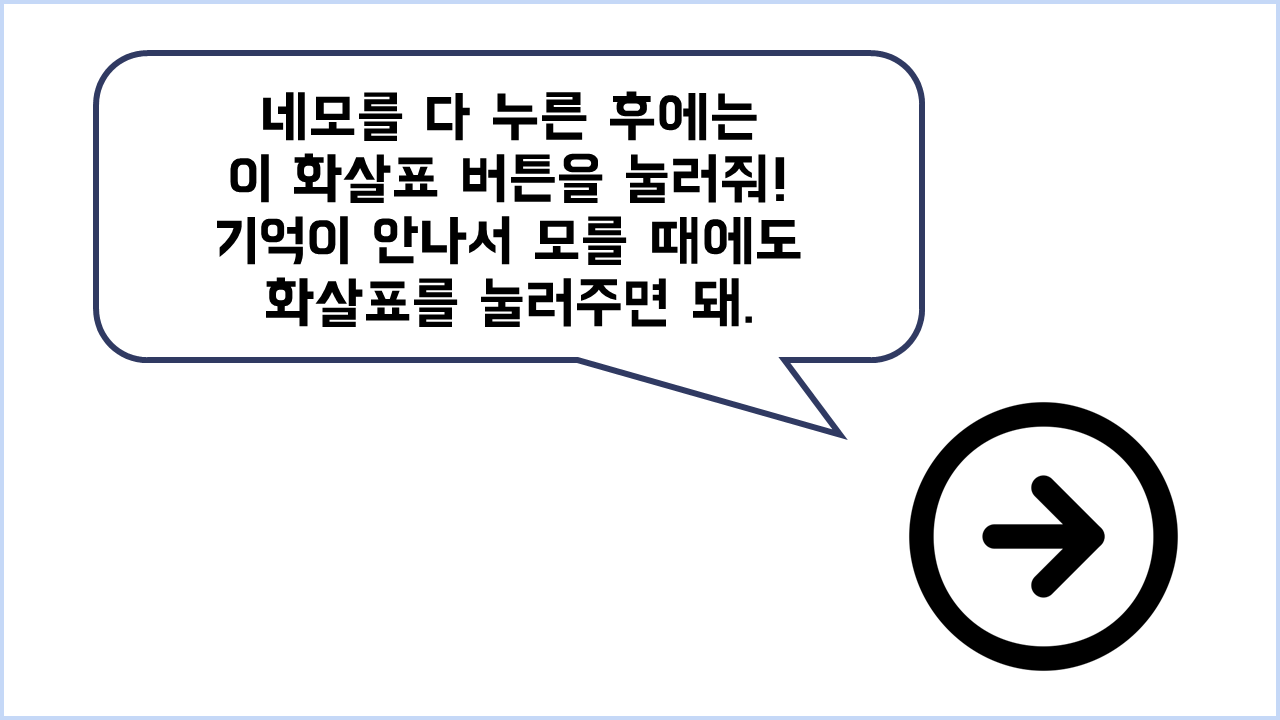 네모를 다 누른 후에는
이 화살표 버튼을 눌러줘!
기억이 안나서 모를 때에도
화살표를 눌러주면 돼.